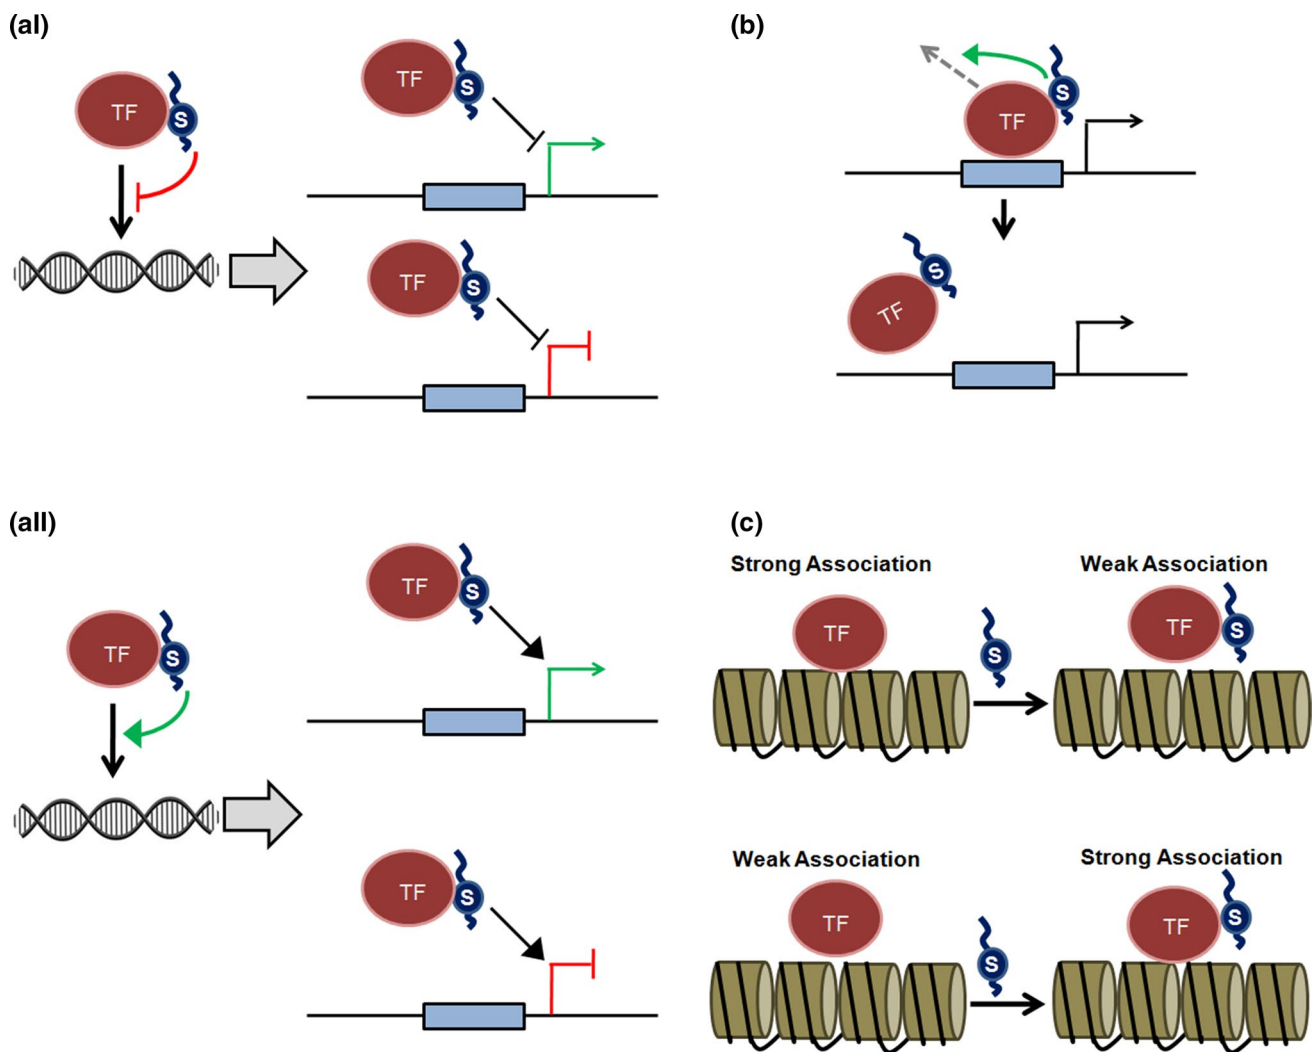 (aI)
TF
S
TF
S
TF
S
(b)
TF
S
TF
S
(aII)
TF
S
TF
S
TF
S
(c)
Strong Association
Weak Association
TF
S
TF
S
Weak Association
Strong Association
TF
S
TF
S